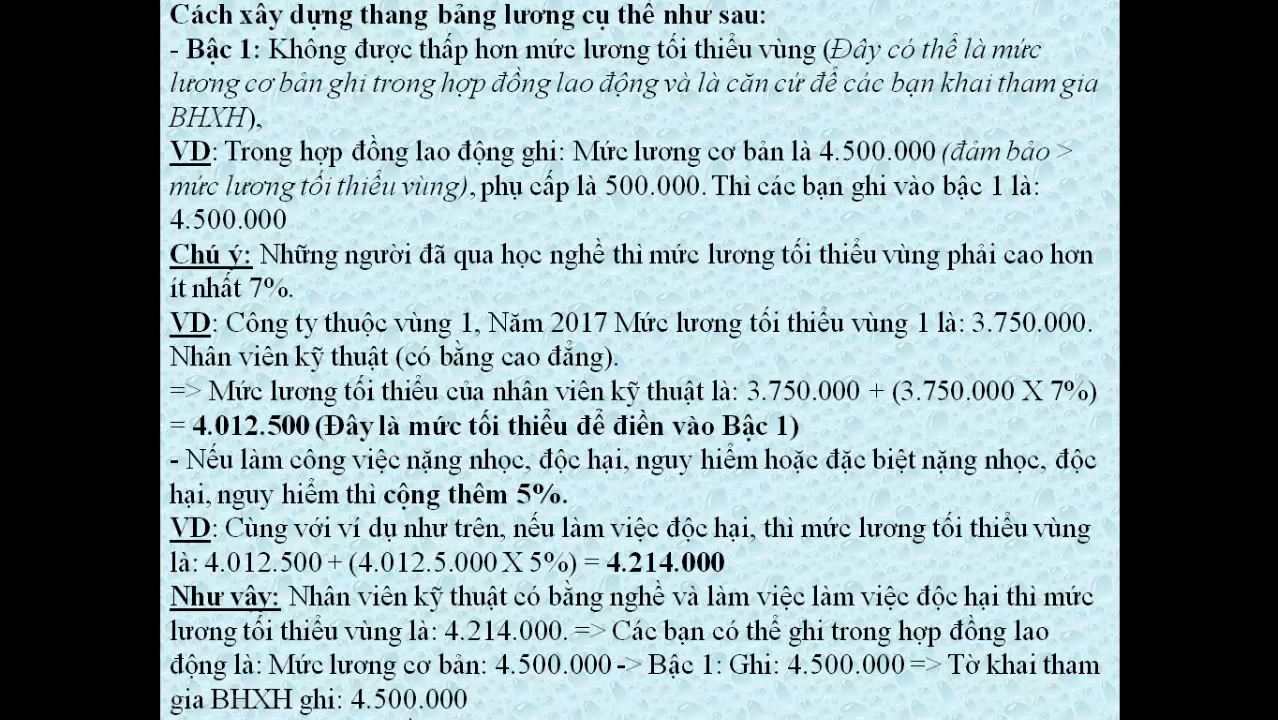 Cách xây dựng thang bảng lương cụ thể như sau:
- Bậc 1: Không được thấp hơn mức lương tối thiểu vùng (Đây có thể là mức
lương cơ bản ghi trong hợp đồng lao động và là căn cứ để các bạn khai tham gia
BHXH),
VD: Trong hợp đồng lao động ghi: Mức lương cơ bản là 4.500.000 (đảm bảo >
mức lương tối thiểu vùng), phụ cấp là 500.000. Thì các bạn ghi vào bậc 1 là:
4.500.000
Chú ý: Những người đã qua học nghề thì mức lương tối thiểu vùng phải cao hơn
ít nhất 7%.
VD: Công ty thuộc vùng 1, Năm 2017 Mức lương tối thiểu vùng 1 là: 3.750.000.
Nhân viên kỹ thuật (có bằng cao đẳng).
=> Mức lương tối thiểu của nhân viên kỹ thuật là: 3.750.000 + (3.750.000 X 7%)
= 4.012.500 (Đây là mức tối thiểu để điền vào Bậc 1)
- Nếu làm công việc nặng nhọc, độc hại, nguy hiểm hoặc đặc biệt nặng nhọc, độc
hại, nguy hiểm thì cộng thêm 5%.
VD: Cùng với ví dụ như trên, nếu làm việc độc hại, thì mức lương tối thiểu vùng
là: 4.012.500 + (4.012.5.000 X 5%) = 4.214.000
Như vậy: Nhân viên kỹ thuật có bằng nghề và làm việc làm việc độc hại thì mức
lương tối thiểu vùng là: 4.214.000. => Các bạn có thể ghi trong hợp đồng lao
động là: Mức lương cơ bản: 4.500.000 -> Bậc 1: Ghi: 4.500.000 => Tờ khai tham
gia BHXH ghi: 4.500.000